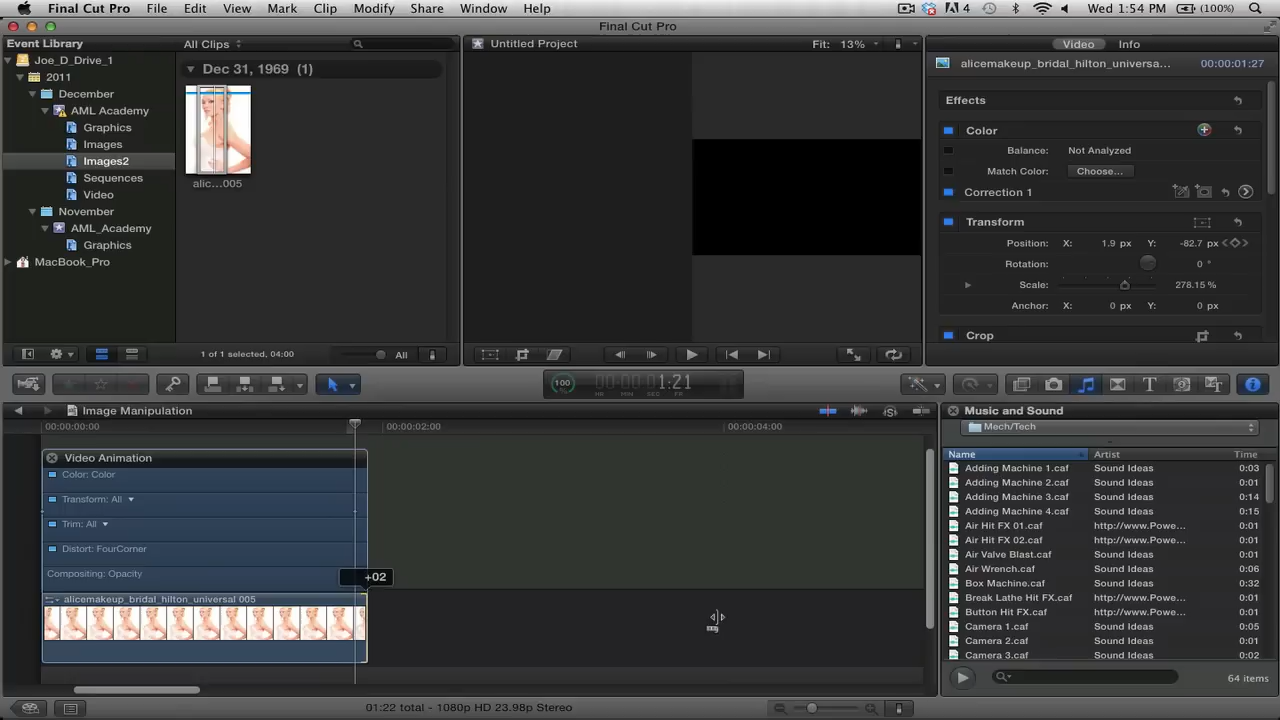 Final Cut Pro File Edit View Mark Clip Modify Share Window Help 4 Wed 1:54 PM (100%)
Final Cut Pro
Event Library All Clips Untitled Project Fit: 13% Video Info
Joe_D_Drive_1
2011
December
AML Academy
Graphics
Images
Images2
Sequences
Video
November
AML_Academy
Graphics
MacBook_Pro
Dec 31, 1969 (1)
alic...005
1 of 1 selected, 04:00 All
alicemakeup_bridal_hilton_universa... 00:00:01:27
Effects
Color
Balance: Not Analyzed
Match Color: Choose...
Correction 1
Transform
Position: X: 1.9 px Y: -82.7 px
Rotation: 0 °
Scale: 278.15 %
Anchor: X: 0 px Y: 0 px
Crop
100 00:00:0 1:21
% HR MIN SEC FR
Image Manipulation
00:00:00:00 00:00:02:00 00:00:04:00
Video Animation
Color: Color
Transform: All
Trim: All
Distort: FourCorner
Compositing: Opacity
+02
alicemakeup_bridal_hilton_universal 005
01:22 total - 1080p HD 23.98p Stereo
Music and Sound
Mech/Tech
Name Artist Time
Adding Machine 1.caf Sound Ideas 0:03
Adding Machine 2.caf Sound Ideas 0:02
Adding Machine 3.caf Sound Ideas 0:14
Adding Machine 4.caf Sound Ideas 0:15
Air Hit FX 01.caf http://www.Powe... 0:01
Air Hit FX 02.caf http://www.Powe... 0:01
Air Valve Blast.caf Sound Ideas 0:01
Air Wrench.caf Sound Ideas 0:06
Box Machine.caf Sound Ideas 0:32
Break Lathe Hit FX.caf http://www.Powe... 0:01
Button Hit FX.caf http://www.Powe... 0:01
Camera 1.caf Sound Ideas 0:05
Camera 2.caf Sound Ideas 0:01
Camera 3.caf Sound Ideas 0:02
64 items